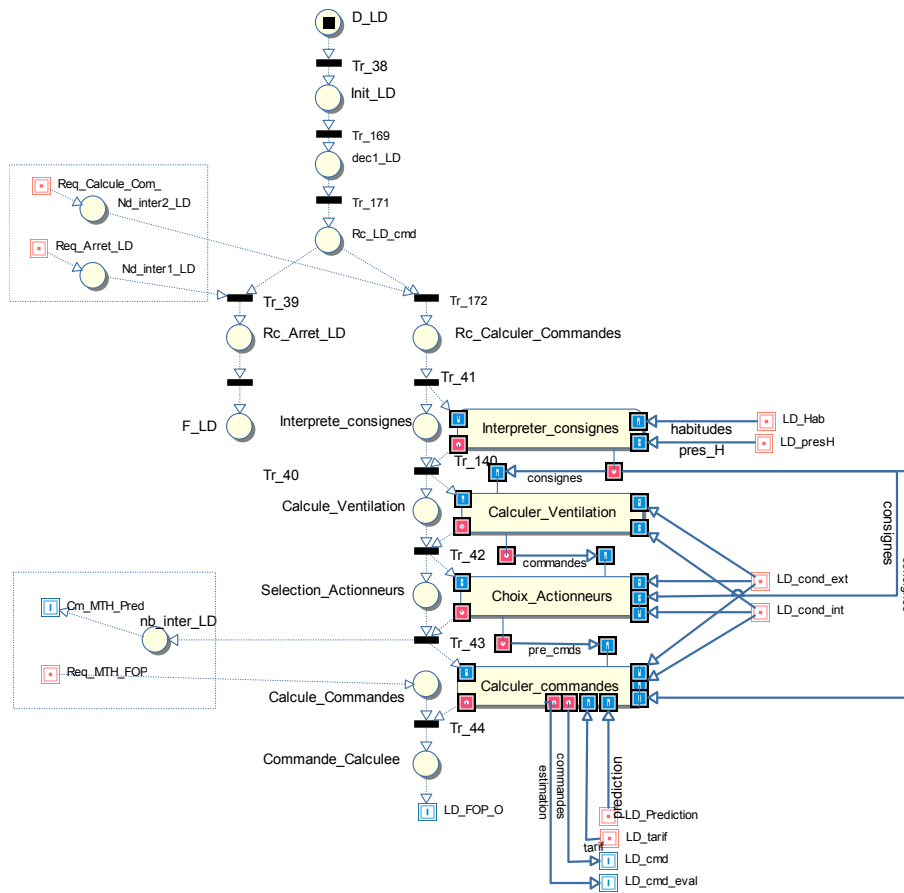 D_LD
Tr_38
Init_LD
Tr_169
dec1_LD
Req_Calcule_Com_
Tr_171
Nd_inter2_LD
Rc_LD_cmd
Req_Arret_LD
Nd_inter1_LD
Tr_39
Tr_172
Rc_Arret_LD
Rc_Calculer_Commandes
Tr_41
F_LD
Interprete_consignes
Interpreter_consignes
habitudes
LD_Hab
pres_H
LD_presH
Tr_140
Tr_40
consignes
consignes
Calcule_Ventilation
Calculer_Ventilation
Tr_42
commandes
Selection_Actionneurs
Choix_Actionneurs
LD_cond_ext
LD_cond_int
Cm_MTH_Pred
nb_inter_LD
Tr_43
pre_cmds
Req_MTH_FOP
Calcule_Commandes
Calculer_commandes
Tr_44
Commande_Calculee
estimation
commandes
prediction
LD_FOP_O
LD_Prediction
tarif
LD_tarif
LD_cmd
LD_cmd_eval